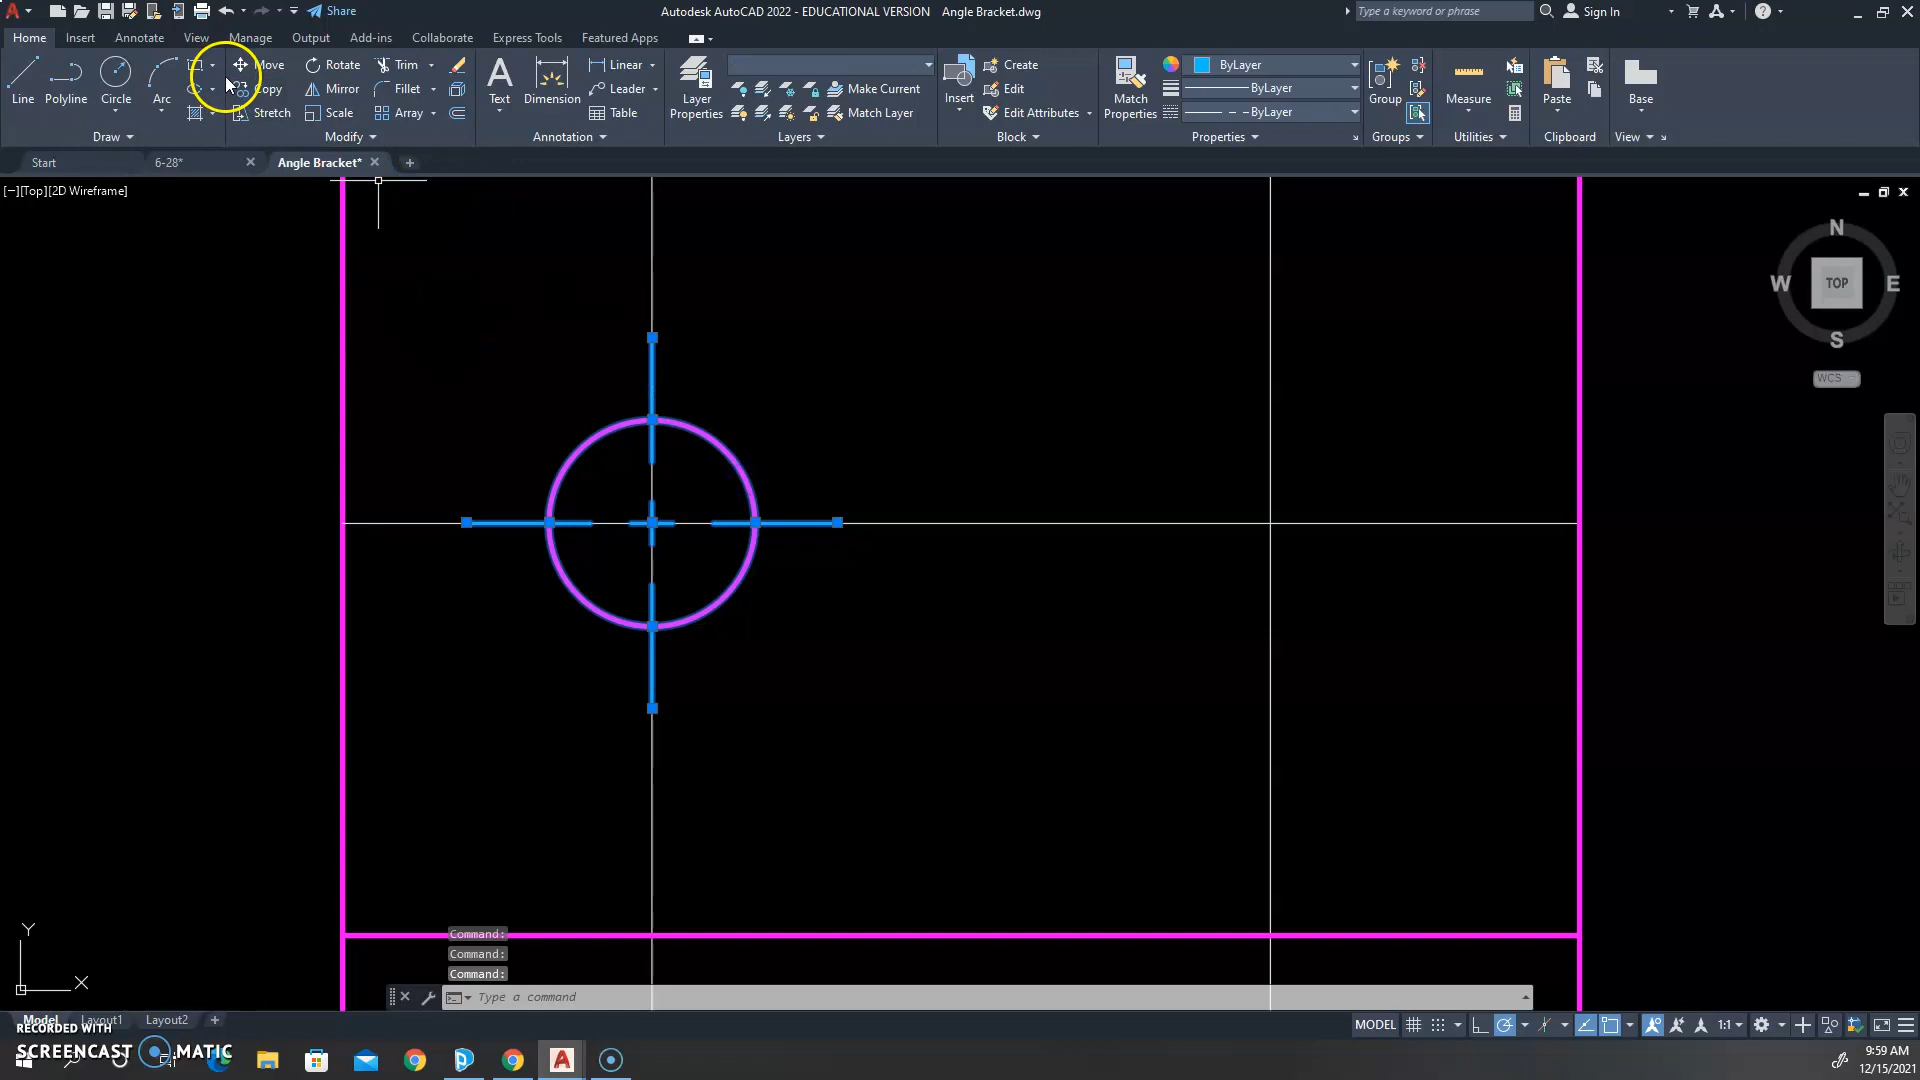 Share
Autodesk AutoCAD 2022 - EDUCATIONAL VERSION Angle Bracket.dwg
Type a keyword or phrase
Sign In
Home Insert Annotate View Manage Output Add-ins Collaborate Express Tools Featured Apps
Line Polyline Circle Arc
Move Rotate Trim
Copy Mirror Fillet
Stretch Scale Array
Text Dimension
Linear
Leader
Table
Layer Properties
Make Current
Match Layer
Insert
Create
Edit
Edit Attributes
Match Properties
ByLayer
ByLayer
ByLayer
Group Measure Paste Base
Draw Modify Annotation Layers Block Properties Groups Utilities Clipboard View
Start 6-28* Angle Bracket*
[−][Top][2D Wireframe]
N
W TOP E
S
WCS
Command:
Command:
Command:
Type a command
Y
X
Model Layout1 Layout2
MODEL 1:1
RECORDED WITH
SCREENCAST MATIC
9:59 AM
12/15/2021